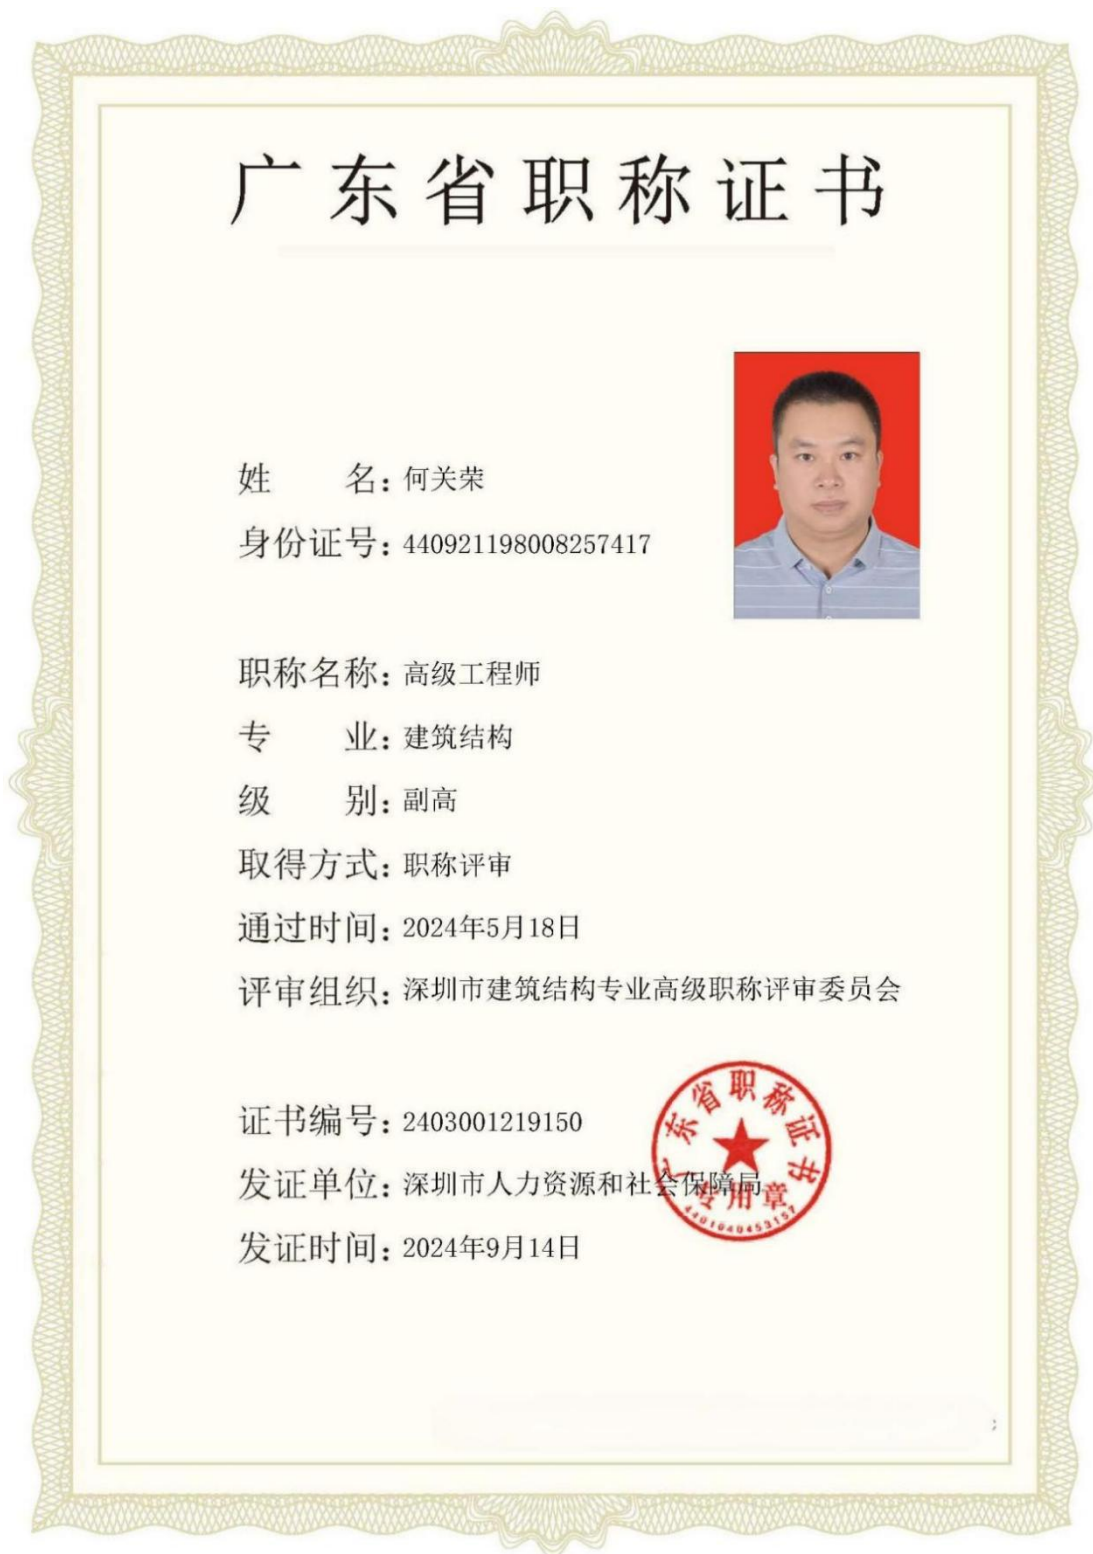 广东省职称证书
姓 名：何关荣
身份证号：440921198008257417
职称名称：高级工程师
专 业：建筑结构
级 别：副高
取得方式：职称评审
通过时间：2024年5月18日
评审组织：深圳市建筑结构专业高级职称评审委员会
证书编号：2403001219150
发证单位：深圳市人力资源和社会保障局
发证时间：2024年9月14日
广东省职称证书
专用章
4401040453157